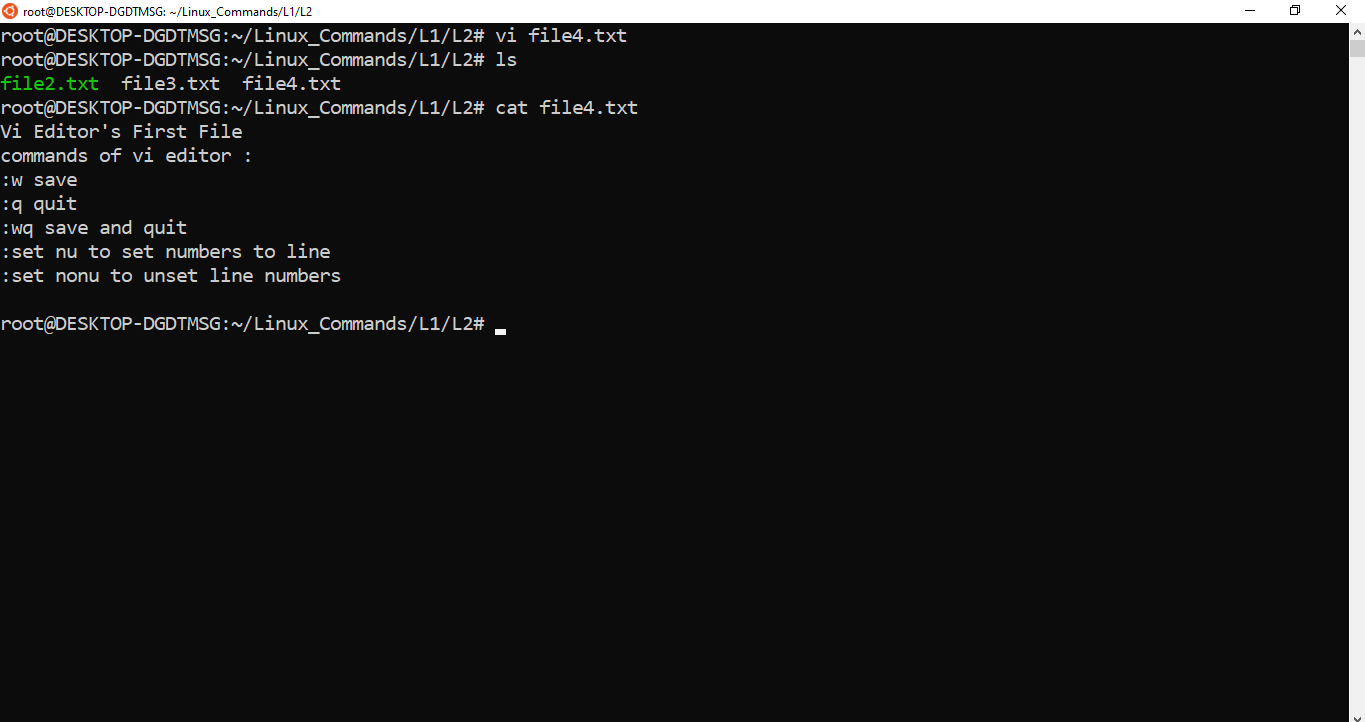 root@DESKTOP-DGDTMSG: ~/Linux_Commands/L1/L2
root@DESKTOP-DGDTMSG:~/Linux_Commands/L1/L2# vi file4.txt
root@DESKTOP-DGDTMSG:~/Linux_Commands/L1/L2# ls
file2.txt  file3.txt  file4.txt
root@DESKTOP-DGDTMSG:~/Linux_Commands/L1/L2# cat file4.txt
Vi Editor's First File
commands of vi editor :
:w save
:q quit
:wq save and quit
:set nu to set numbers to line
:set nonu to unset line numbers
root@DESKTOP-DGDTMSG:~/Linux_Commands/L1/L2#